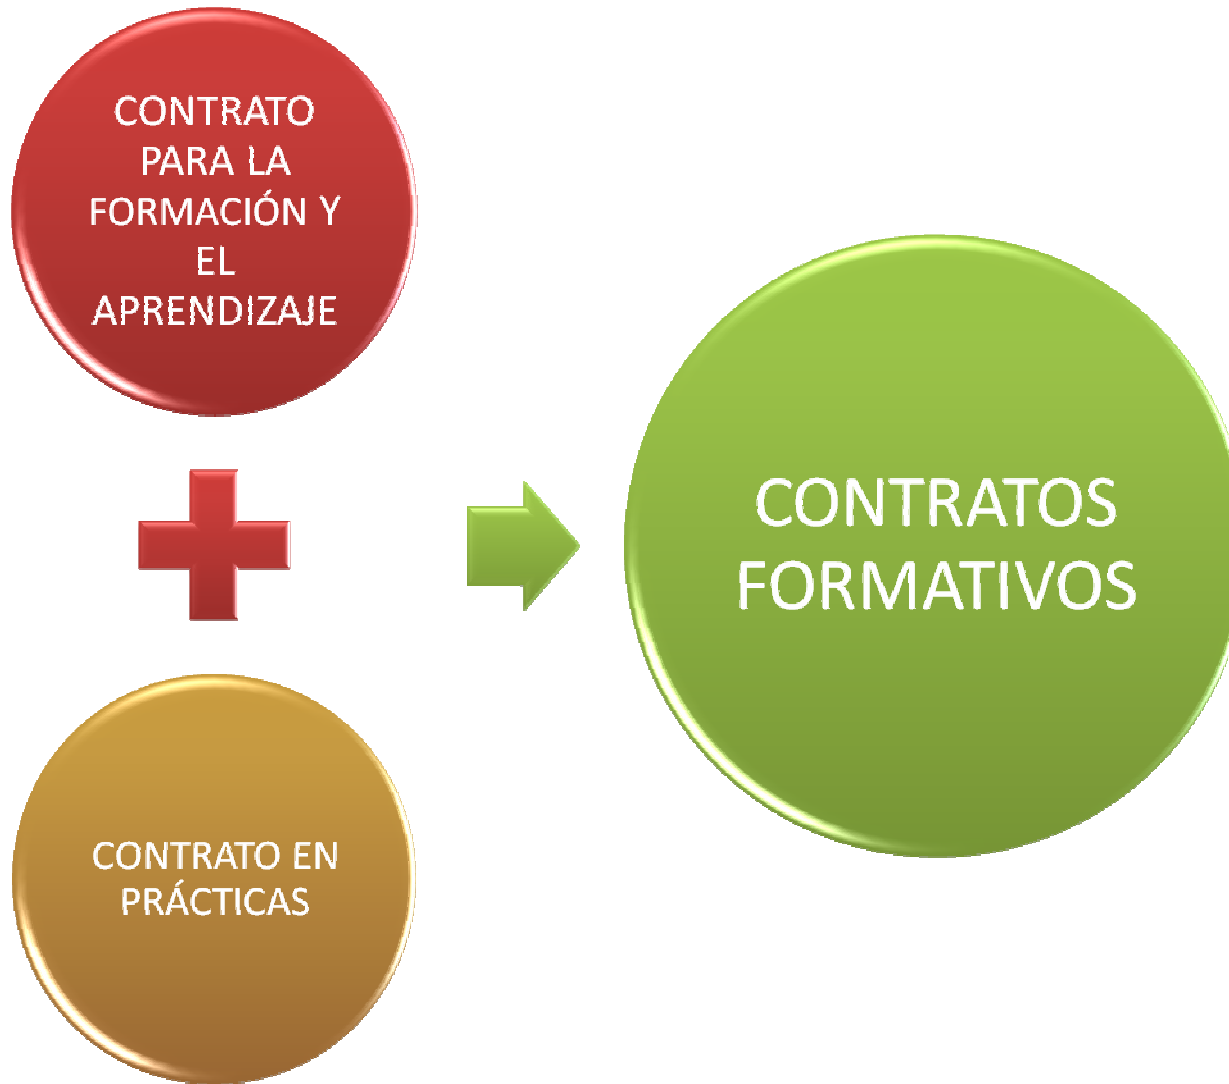 CONTRATO
PARA LA
FORMACIÓN Y
EL
APRENDIZAJE
CONTRATO EN
PRÁCTICAS
CONTRATOS
FORMATIVOS